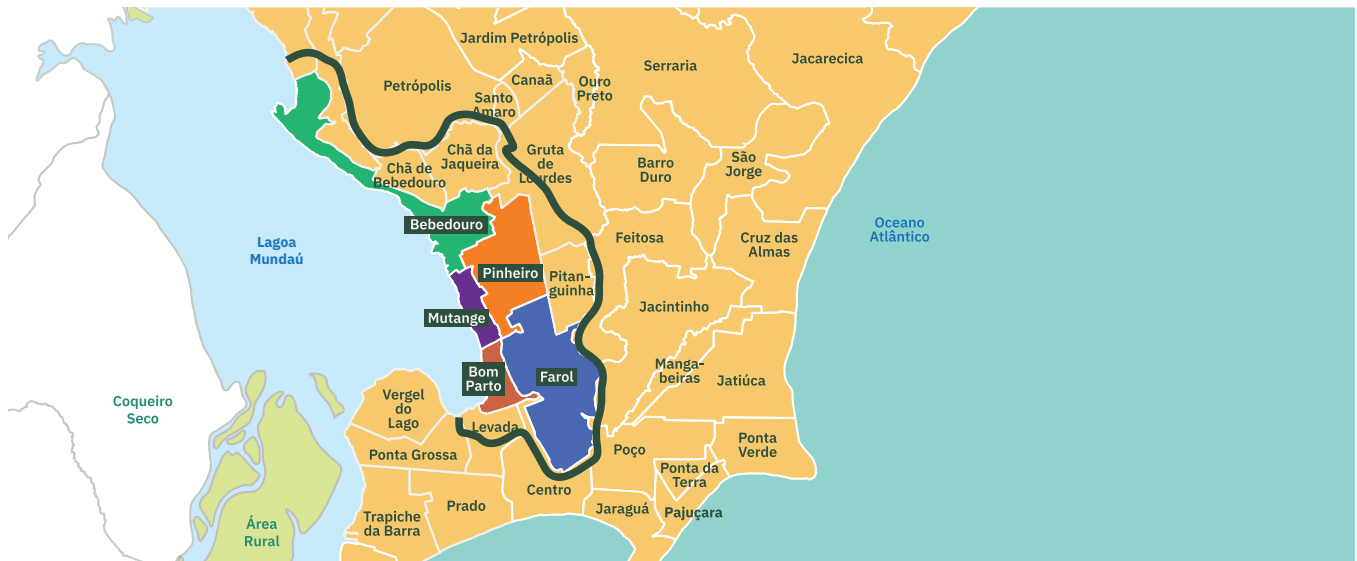 Jardim Petrópolis
Jacarecica
Serraria
Petrópolis
Canaã
Ouro
Preto
Santo
Amaro
Chã da
Jaqueira
Gruta
de
Lourdes
Chã de
Bebedouro
Barro
Duro
São
Jorge
Bebedouro
Lagoa
Mundaú
Feitosa
Cruz das
Almas
Oceano
Atlântico
Pinheiro
Pitan-
guinha
Mutange
Jacintinho
Bom
Parto
Farol
Manga-
beiras
Jatiúca
Coqueiro
Seco
Vergel
do
Lago
Levada
Ponta Grossa
Poço
Ponta
Verde
Ponta da
Terra
Centro
Prado
Jaraguá
Pajuçara
Trapiche
da Barra
Área
Rural